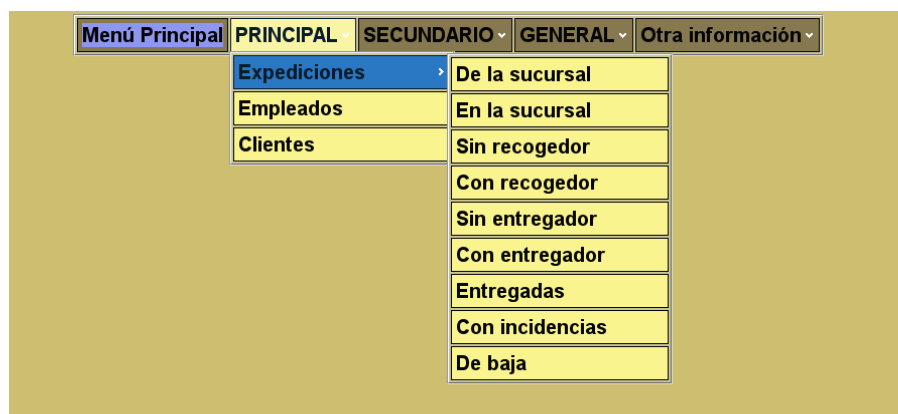 Menú Principal PRINCIPAL SECUNDARIO GENERAL Otra información
Expediciones
Empleados
Clientes
De la sucursal
En la sucursal
Sin recogedor
Con recogedor
Sin entregador
Con entregador
Entregadas
Con incidencias
De baja